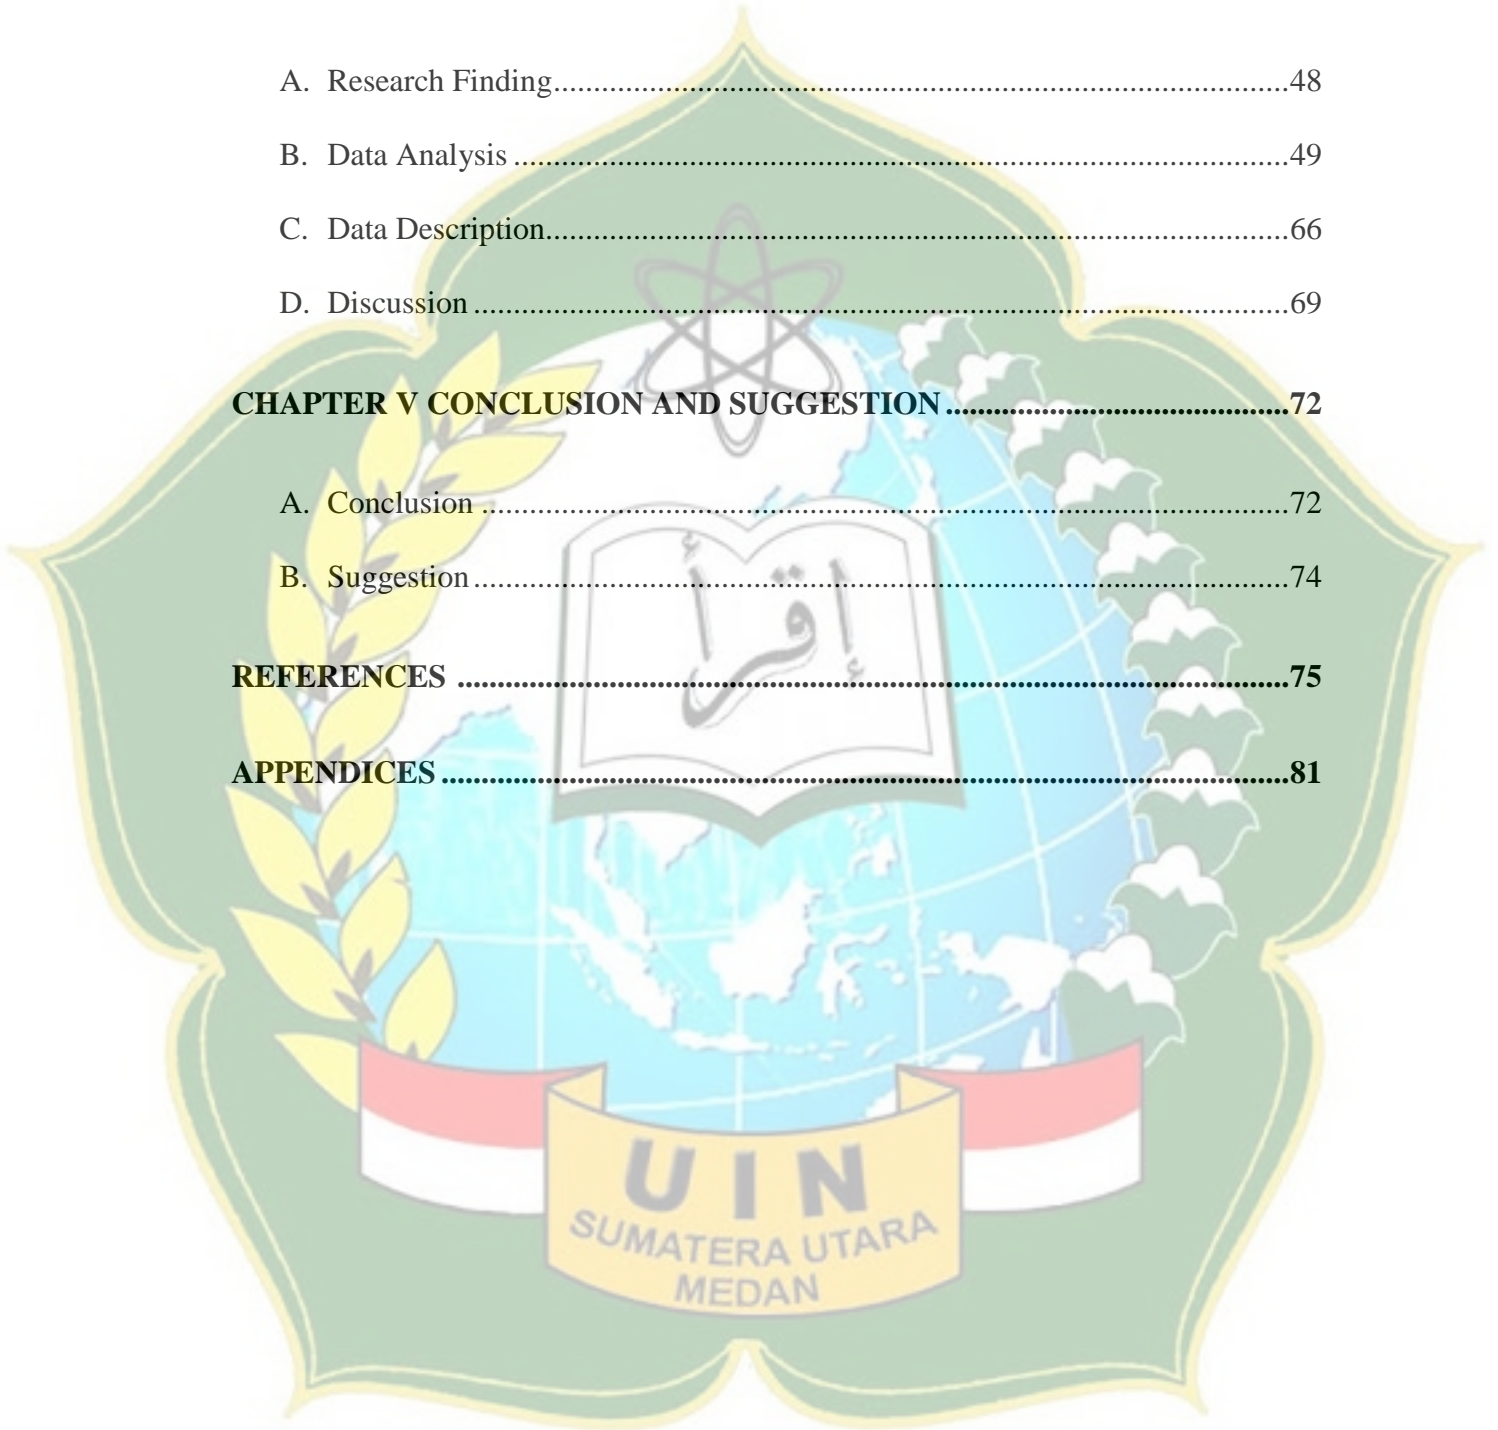 A. Research Finding............................................................................................48
B. Data Analysis .................................................................................................49
C. Data Description.............................................................................................66
D. Discussion ......................................................................................................69
CHAPTER V CONCLUSION AND SUGGESTION ...........................................72
A. Conclusion .....................................................................................................72
B. Suggestion ......................................................................................................74
REFERENCES ........................................................................................................75
APPENDICES ..........................................................................................................81
إقرأ
UIN
SUMATERA UTARA
MEDAN